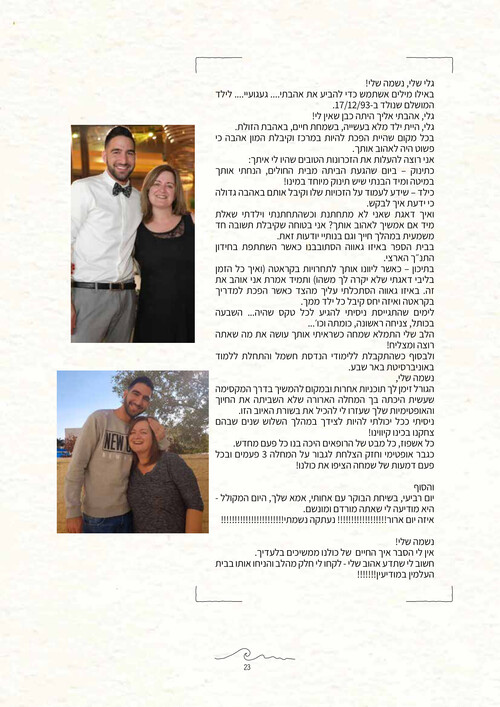 גלי שלי, נשמה שלי!
באילו מילים אשתמש כדי להביע את אהבתי.... געגועיי.... לילד
המושלם שנולד ב-17/12/93.
גלי, אהבתי אליך היתה כבן שאין לי!
גלי, היית ילד מלא בעשייה, בשמחת חיים, באהבת הזולת.
בכל מקום שהיית הפכת להיות במרכז וקיבלת המון אהבה כי
פשוט היה לאהוב אותך.
אני רוצה להעלות את הזכרונות הטובים שהיו לי איתך:
כתינוק – ביום שהגעת הביתה מבית החולים, הנחתי אותך
במיטה ומיד הבנתי שיש תינוק מיוחד במינו!
כילד – שידע לעמוד על הזכויות שלו וקיבל אותם באהבה גדולה
כי ידעת איך לבקש.
ואיך דאגת שאני לא מתחתנת וכשהתחתנתי וילדתי שאלת
מיד אם אמשיך לאהוב אותך? אני בטוחה שקיבלת תשובה חד
משמעית במהלך חייך וגם בנותיי יודעות זאת.
בבית הספר באיזו גאווה הסתובבנו כאשר השתתפת בחידון
התנ״ך הארצי.
בתיכון – כאשר ליוונו אותך לתחרויות בקראטה (ואיך כל הזמן
בליבי דאגתי שלא יקרה לך משהו) ותמיד אמרת אני אוהב את
זה. באיזו גאווה הסתכלתי עליך מהצד כאשר הפכת למדריך
בקראטה ואיזה יחס קיבל כל ילד ממך.
לימים שהתגייסת ניסיתי להגיע לכל טקס שהיה... השבעה
בכותל, צניחה ראשונה, כומתה וכו׳...
הלב שלי התמלא שמחה כשראיתי אותך עושה את מה שאתה
רוצה ומצליח!
ולבסוף כשהתקבלת ללימודי הנדסת חשמל והתחלת ללמוד
באוניברסיטת באר שבע.
נשמה שלי,
הגורל זימן לך תוכניות אחרות ובמקום להמשיך בדרך המקסימה
שעשית היכתה בך המחלה הארורה שלא השביתה את החיוך
והאופטימיות שלך שעזרו לי להכיל את בשורת האיוב הזו.
ניסיתי ככל יכולתי להיות לצידך במהלך השלוש שנים שבהם
צחקנו בכינו קיווינו!
כל אשפוז, כל מבט של הרופאים היכה בנו כל פעם מחדש.
כגבר אופטימי וחזק הצלחת לגבור על המחלה 3 פעמים ובכל
פעם דמעות של שמחה הציפו את כולנו!
והסוף
יום רביעי, בשיחת הבוקר עם אחותי, אמא שלך, היום המקולל -
היא מודיעה לי שאתה מורדם ומונשם.
איזה יום ארור!!!!!!!!!!!!!!!!!! נעתקה נשמתי!!!!!!!!!!!!!!!!!!!!!!!
נשמה שלי!
אין לי הסבר איך החיים של כולנו ממשיכים בלעדיך.
חשוב לי שתדע אהוב שלי - לקחו לי חלק מהלב והניחו אותו בבית
העלמין במודיעין!!!!!!!
NEW
23